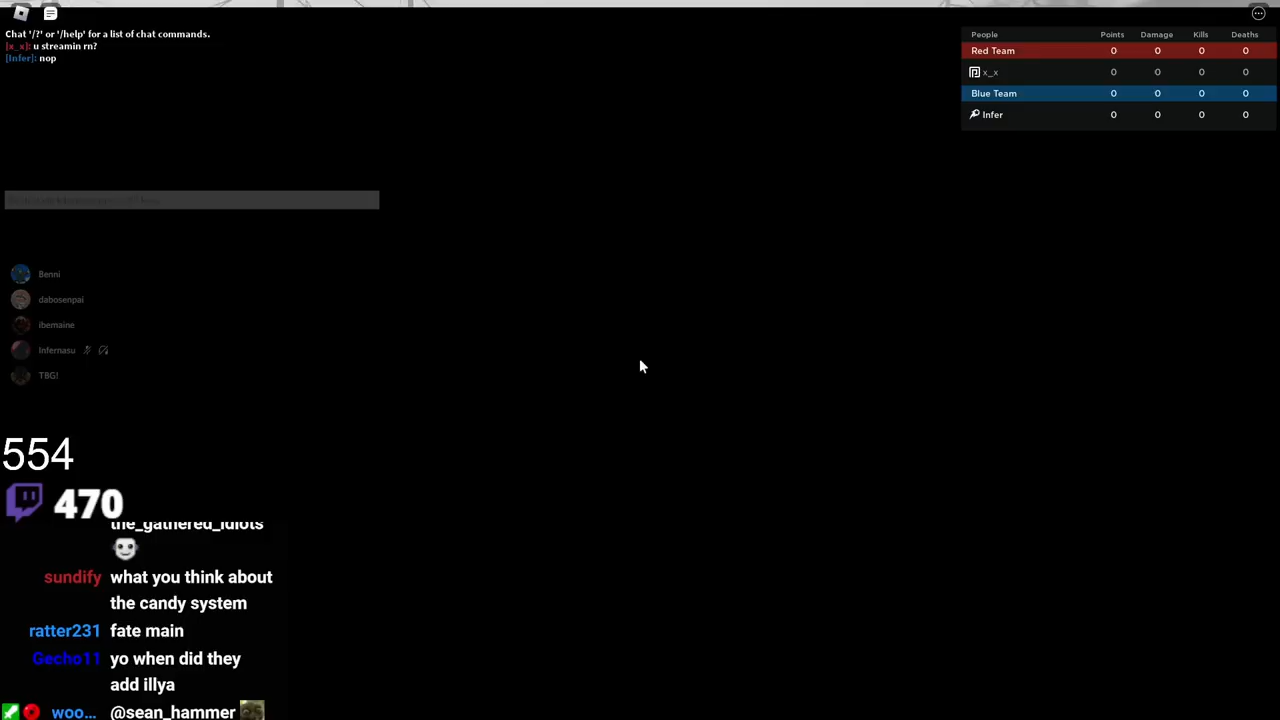 Chat '/?' or '/help' for a list of chat commands.
[x_x]: u streamin rn?
[Infer]: nop
People Points Damage Kills Deaths
Red Team 0 0 0 0
x_x 0 0 0 0
Blue Team 0 0 0 0
Infer 0 0 0 0
Benni
dabosenpai
ibemaine
Infernasu
TBG!
554
470
the_gathered_idiots
sundify what you think about
the candy system
ratter231 fate main
Gecho11 yo when did they
add illya
woo... @sean_hammer